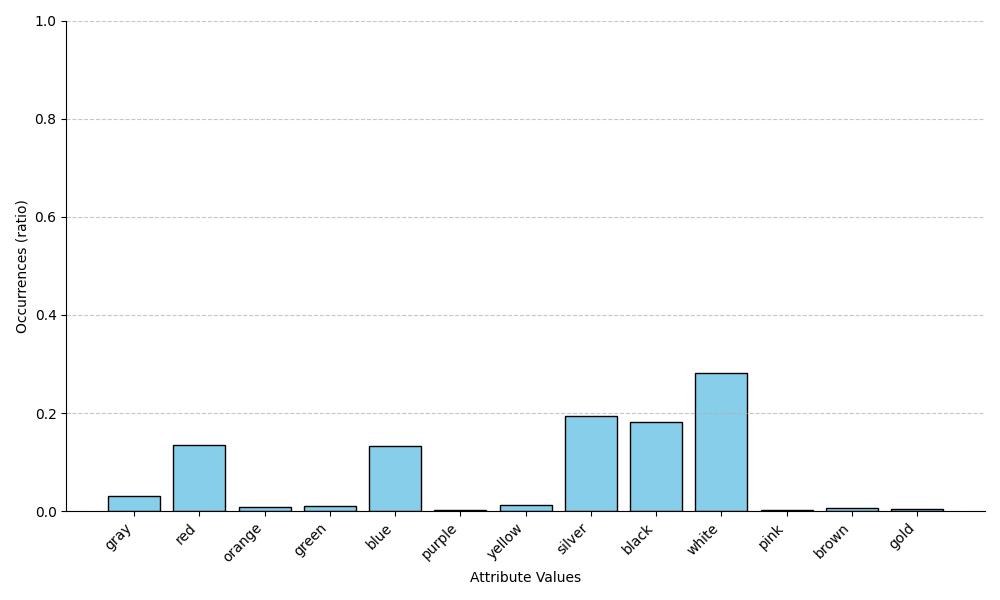 1.0
0.8
0.6
0.4
0.2
0.0
Occurrences (ratio)
gray
red
orange
green
blue
purple
yellow
silver
black
white
pink
brown
gold
Attribute Values